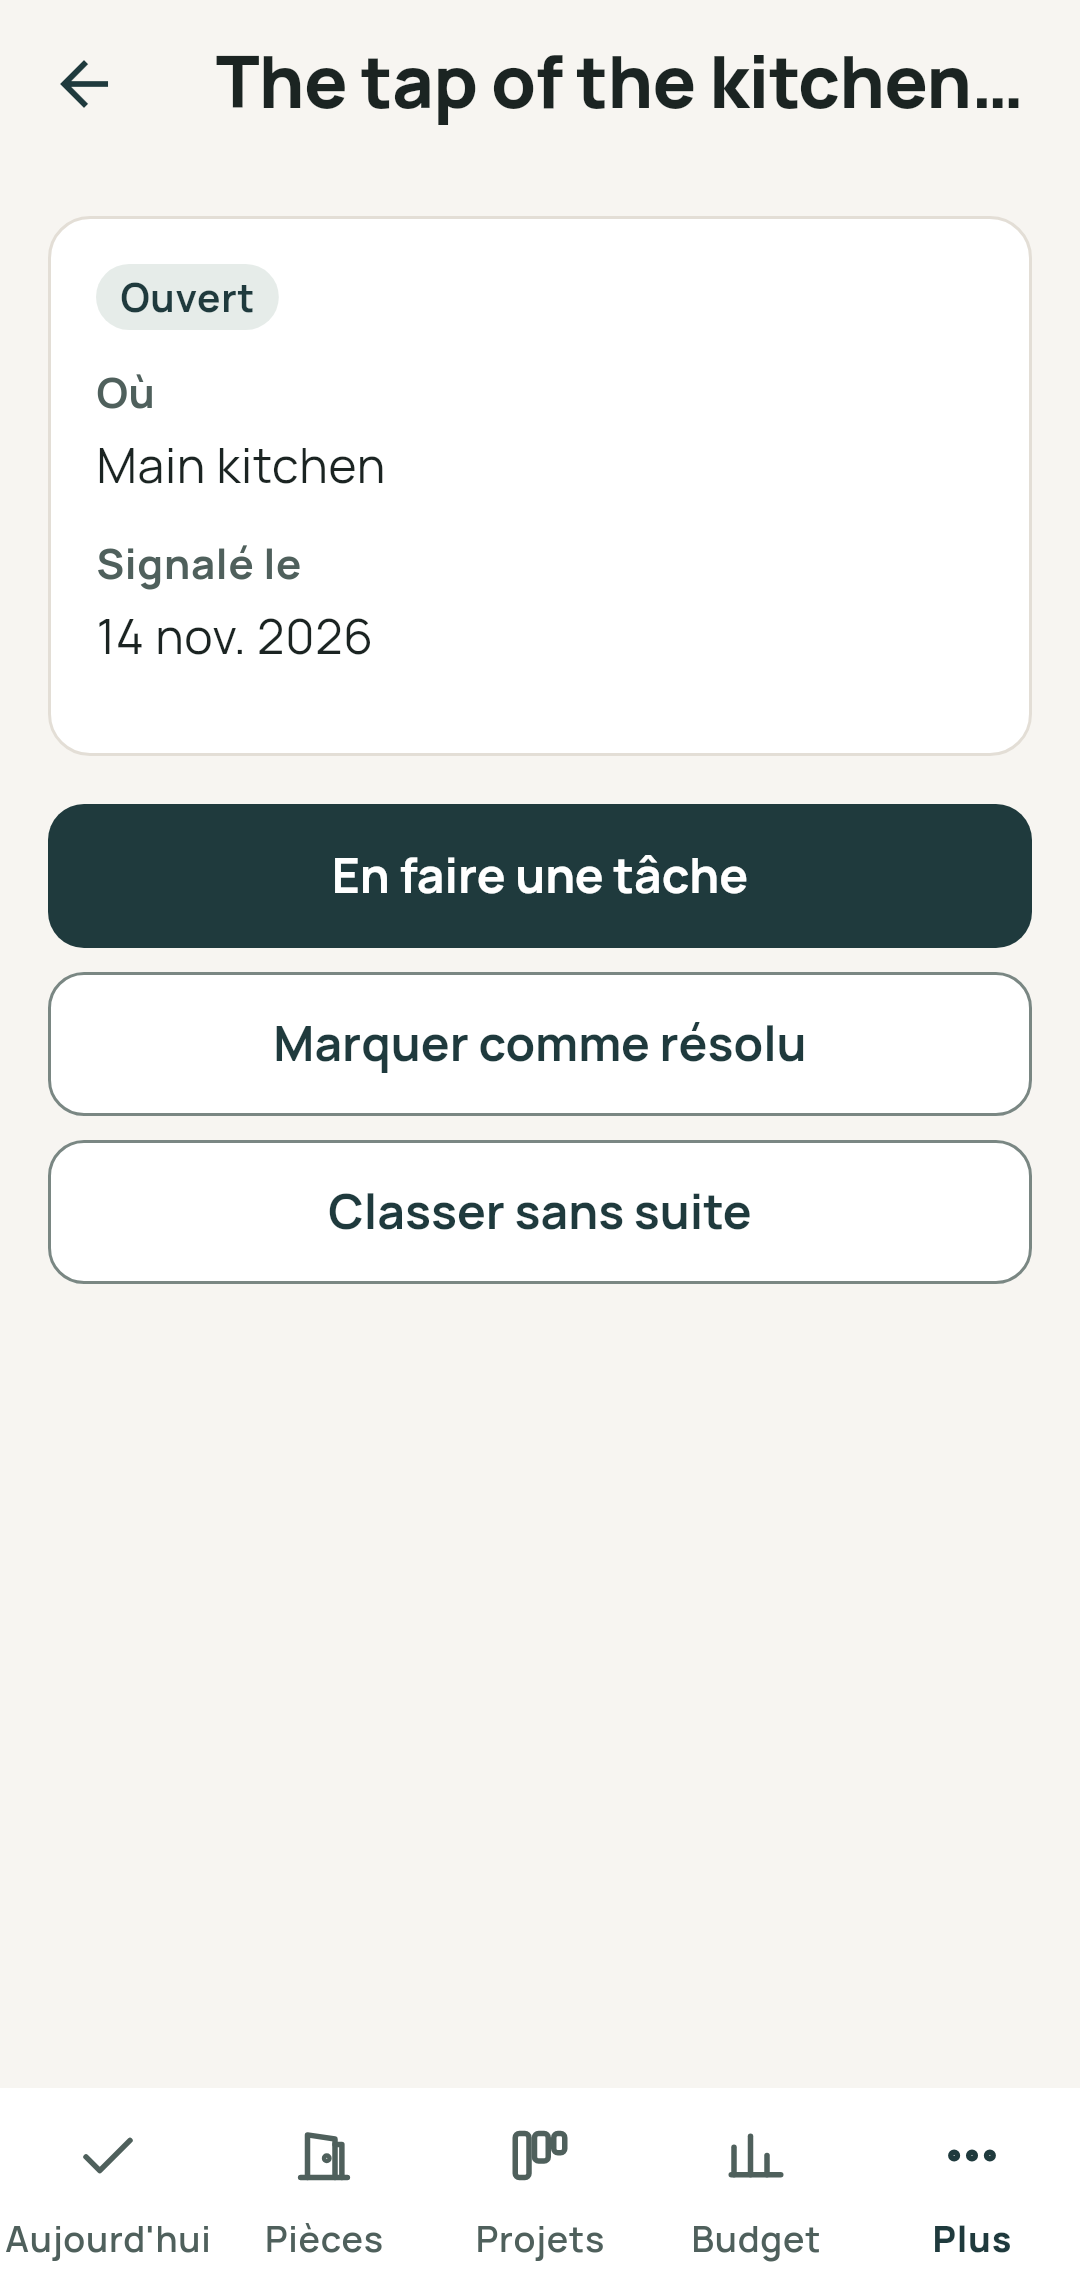 The tap of the kitchen…
Ouvert
Où
Main kitchen
Signalé le
14 nov. 2026
En faire une tâche
Marquer comme résolu
Classer sans suite
Aujourd'hui
Pièces
Projets
Budget
Plus